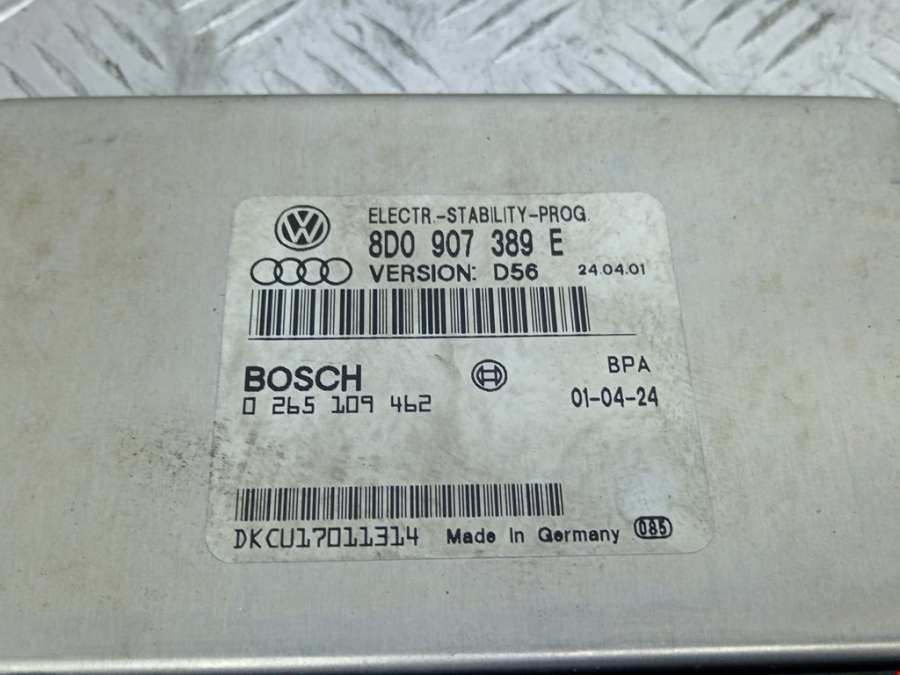 ELECTR.-STABILITY-PROG.
8D0 907 389 E
VERSION: D56 24.04.01
BOSCH BPA
0 265 109 462 01-04-24
DKCU17011314 Made In Germany 085